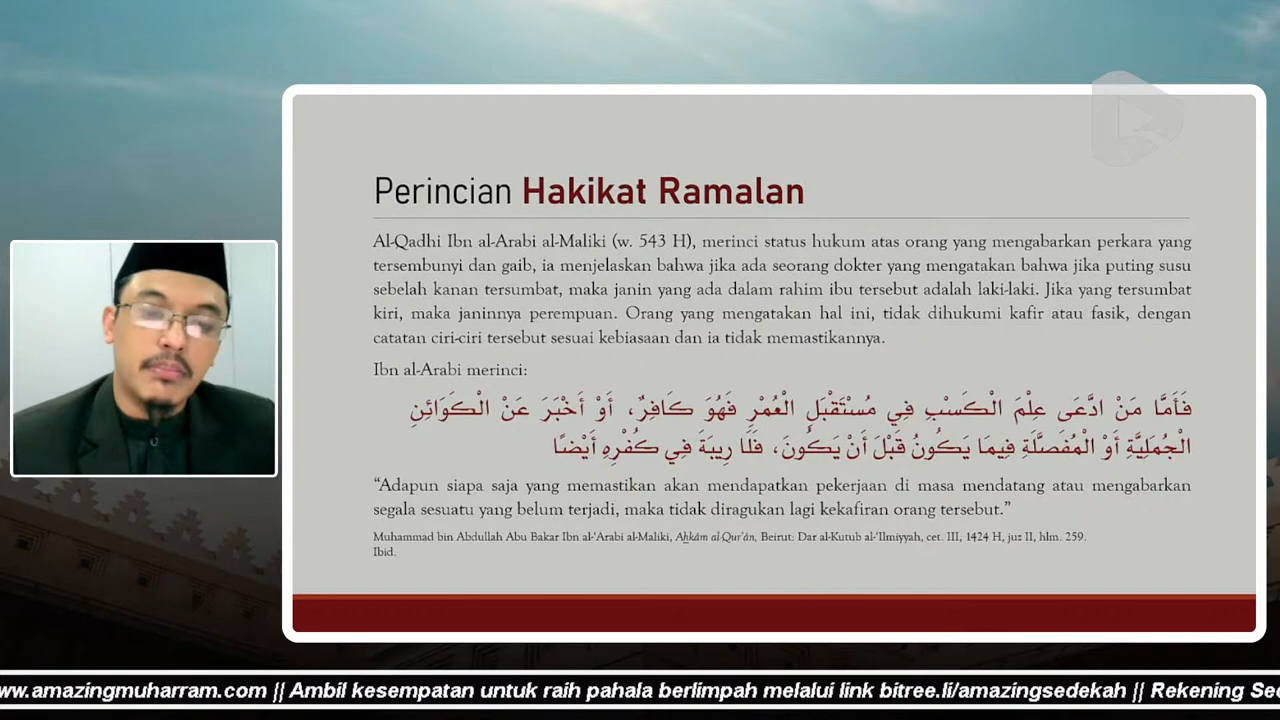 Perincian Hakikat Ramalan
Al-Qadhi Ibn al-Arabi al-Maliki (w. 543 H), merinci status hukum atas orang yang mengabarkan perkara yang
tersembunyi dan gaib, ia menjelaskan bahwa jika ada seorang dokter yang mengatakan bahwa jika puting susu
sebelah kanan tersumbat, maka janin yang ada dalam rahim ibu tersebut adalah laki-laki. Jika yang tersumbat
kiri, maka janinnya perempuan. Orang yang mengatakan hal ini, tidak dihukumi kafir atau fasik, dengan
catatan ciri-ciri tersebut sesuai kebiasaan dan ia tidak memastikannya.
Ibn al-Arabi merinci:
فَأَمَّا مَنْ ادَّعَى عِلْمَ الْكَسْبِ فِي مُسْتَقْبَلِ الْعُمْرِ فَهُوَ كَافِرٌ، أَوْ أَخْبَرَ عَنْ الْكَوَائِنِ
الْجُمَلِيَّةِ أَوْ الْمُفَصَّلَةِ فِيمَا يَكُونُ قَبْلَ أَنْ يَكُونَ، فَلَا رِيبَةَ فِي كُفْرِهِ أَيْضًا
“Adapun siapa saja yang memastikan akan mendapatkan pekerjaan di masa mendatang atau mengabarkan
segala sesuatu yang belum terjadi, maka tidak diragukan lagi kekafiran orang tersebut.”
Muhammad bin Abdullah Abu Bakar Ibn al-‘Arabi al-Maliki, Aḥkâm al-Qur’ân, Beirut: Dar al-Kutub al-‘Ilmiyyah, cet. III, 1424 H, juz II, hlm. 259.
Ibid.
ww.amazingmuharram.com || Ambil kesempatan untuk raih pahala berlimpah melalui link bitree.li/amazingsedekah || Rekening Sed